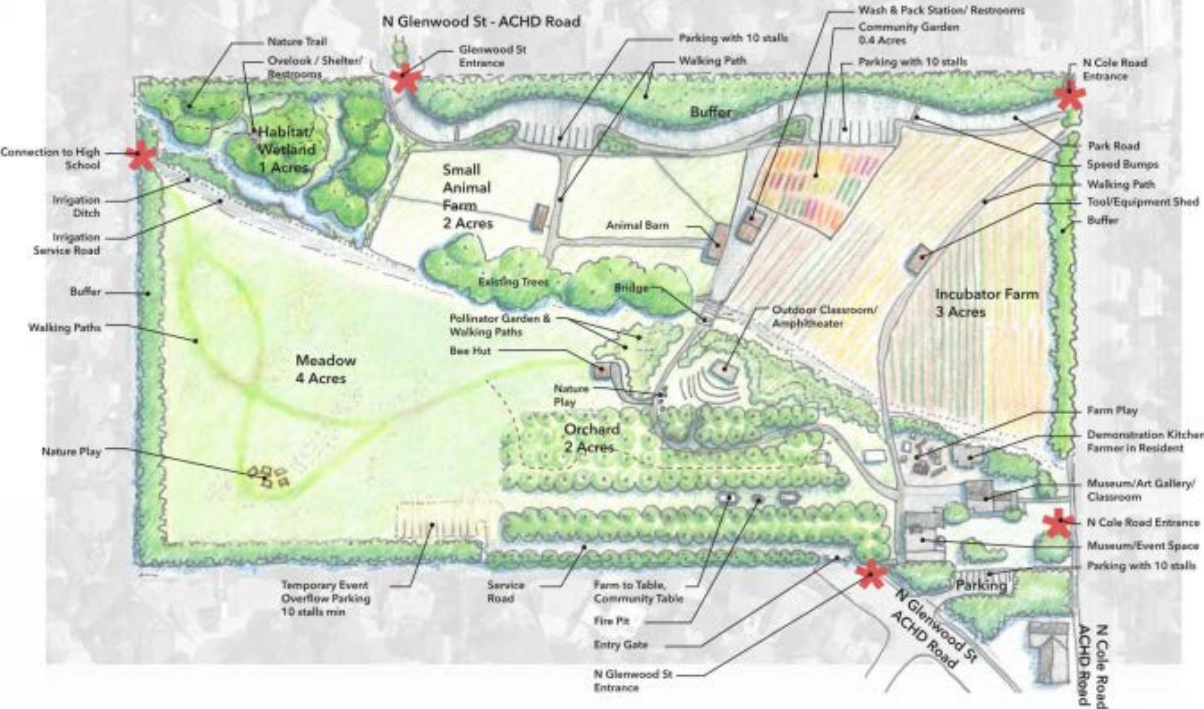 N Glenwood St - ACHD Road
Nature Trail
Ovelook / Shelter/
Restrooms
Glenwood St
Entrance
Parking with 10 stalls
Walking Path
Wash & Pack Station/ Restrooms
Community Garden
0.4 Acres
Parking with 10 stalls
N Cole Road
Entrance
Buffer
Habitat/
Wetland
1 Acres
Connection to High
School
Irrigation
Ditch
Irrigation
Service Road
Buffer
Walking Paths
Nature Play
Small
Animal
Farm
2 Acres
Animal Barn
Existing Trees
Bridge
Park Road
Speed Bumps
Walking Path
Tool/Equipment Shed
Buffer
Incubator Farm
3 Acres
Outdoor Classroom/
Amphitheater
Pollinator Garden &
Walking Paths
Bee Hut
Nature
Play
Meadow
4 Acres
Orchard
2 Acres
Farm Play
Demonstration Kitchen
Farmer in Resident
Museum/Art Gallery/
Classroom
N Cole Road Entrance
Museum/Event Space
Parking with 10 stalls
Parking
Temporary Event
Overflow Parking
10 stalls min
Service
Road
Farm to Table,
Community Table
Fire Pit
Entry Gate
N Glenwood St
Entrance
N Glenwood St
ACHD Road
N Cole Road
ACHD Road